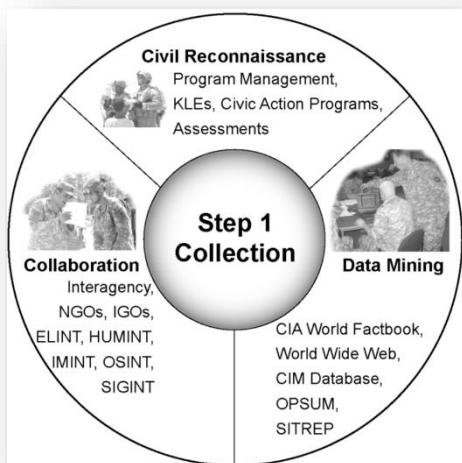 Civil Reconnaissance
Program Management,
KLEs, Civic Action Programs,
Assessments
Step 1
Collection
Collaboration
Interagency,
NGOs, IGOs,
ELINT, HUMINT,
IMINT, OSINT,
SIGINT
Data Mining
CIA World Factbook,
World Wide Web,
CIM Database,
OPSUM,
SITREP